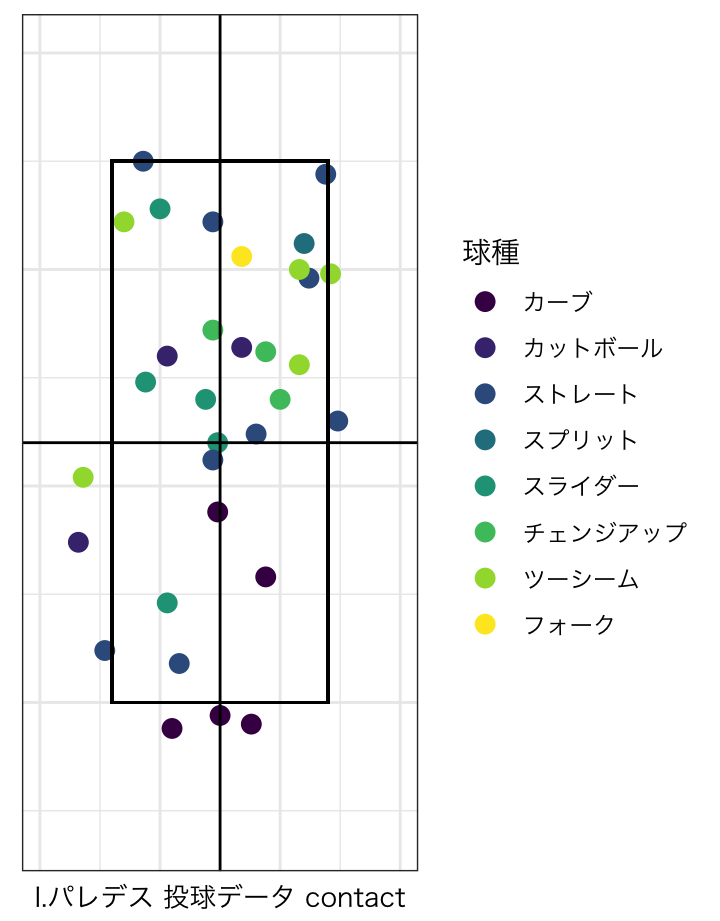 球種
カーブ
カットボール
ストレート
スプリット
スライダー
チェンジアップ
ツーシーム
フォーク
I.パレデス 投球データ contact